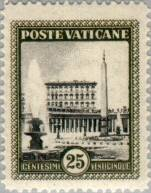 POSTE VATICANE
CENTESIMI 25 VENTICINQUE